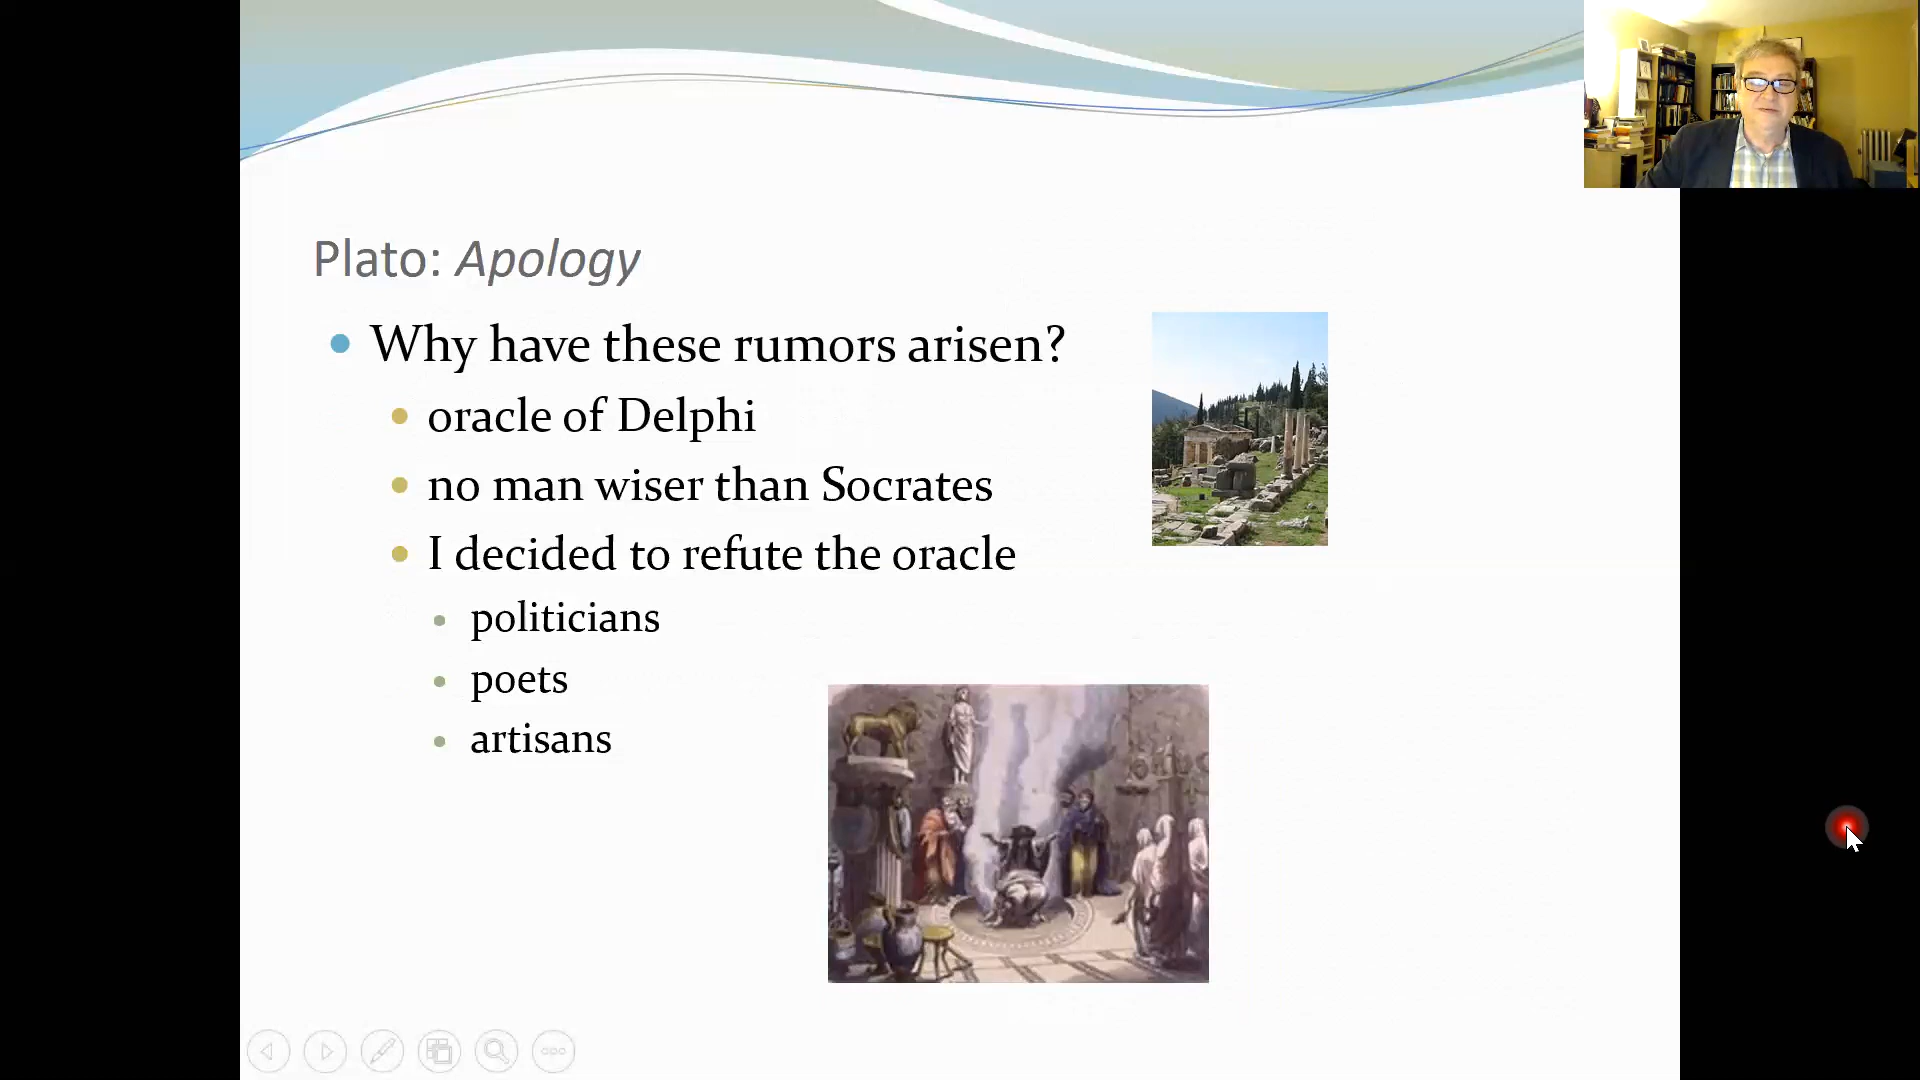 Plato: Apology
Why have these rumors arisen?
oracle of Delphi
no man wiser than Socrates
I decided to refute the oracle
politicians
poets
artisans